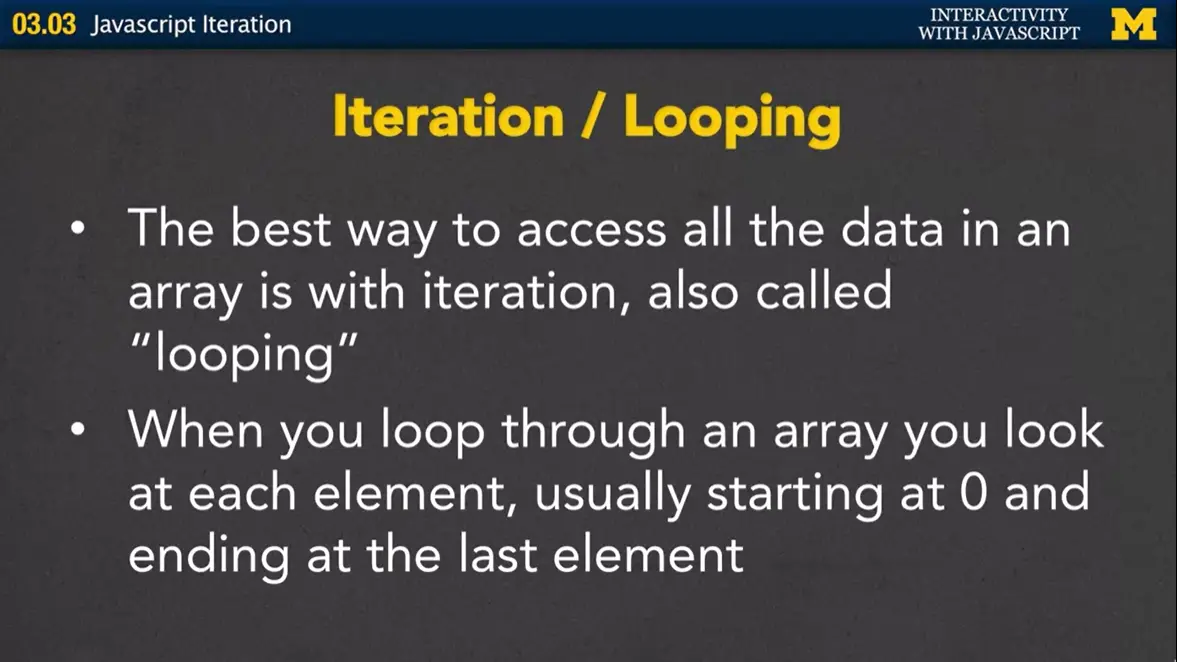 03.03 Javascript Iteration
INTERACTIVITY
WITH JAVASCRIPT
M
Iteration / Looping
• The best way to access all the data in an
array is with iteration, also called
“looping”
• When you loop through an array you look
at each element, usually starting at 0 and
ending at the last element